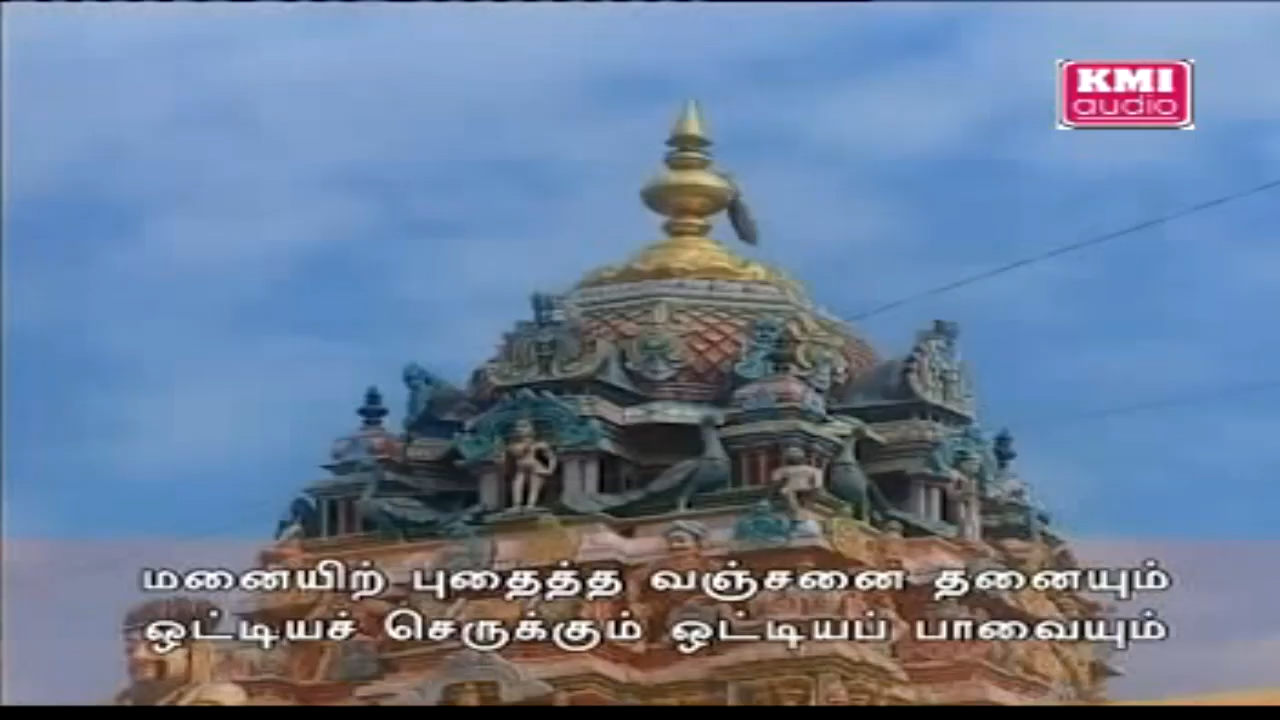 KMI
audio
மனையிற் புதைத்த வஞ்சனை தனையும்
ஒட்டியச் செருக்கும் ஒட்டியப் பாவையும்